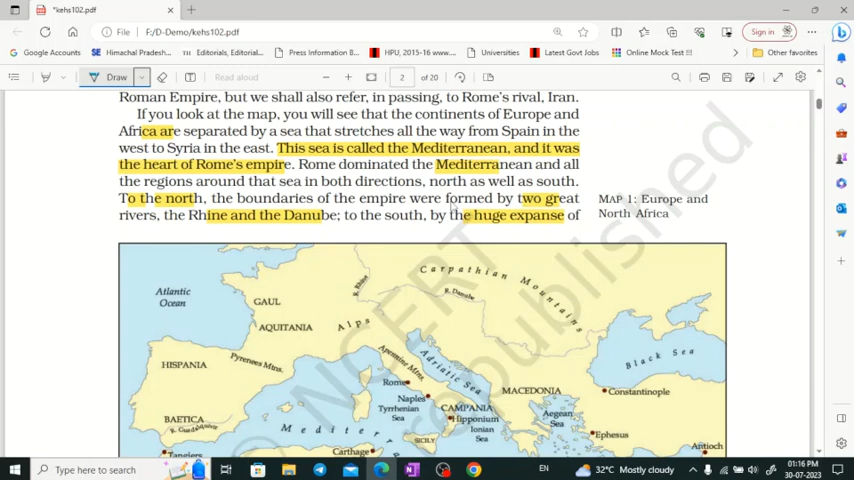 *kehs102.pdf
File | F:/D-Demo/kehs102.pdf
Sign in
Google Accounts
Himachal Pradesh...
Editorials, Editorial...
Press Information B...
HPU, 2015-16 www....
Universities
Latest Govt Jobs
Online Mock Test !!!
Other favorites
Draw
Read aloud
2 of 20
Roman Empire, but we shall also refer, in passing, to Rome's rival, Iran.
If you look at the map, you will see that the continents of Europe and
Africa are separated by a sea that stretches all the way from Spain in the
west to Syria in the east. This sea is called the Mediterranean, and it was
the heart of Rome's empire. Rome dominated the Mediterranean and all
the regions around that sea in both directions, north as well as south.
To the north, the boundaries of the empire were formed by two great
rivers, the Rhine and the Danube; to the south, by the huge expanse of
MAP 1: Europe and
North Africa
© NCERT
republished
Atlantic
Ocean
GAUL
AQUITANIA
HISPANIA
Pyrenees Mtns.
BAETICA
R. Guadalquivir
Tangiers
R. Rhine
Alps
Carpathian Mountains
R. Danube
Apennine Mtns.
Adriatic Sea
Rome
Naples
Tyrrhenian
Sea
CAMPANIA
Hipponium
Ionian
Sea
SICILY
Carthage
Mediter
MACEDONIA
Aegean
Sea
Black Sea
Constantinople
Ephesus
Antioch
Type here to search
32°C Mostly cloudy
EN
01:16 PM
30-07-2023